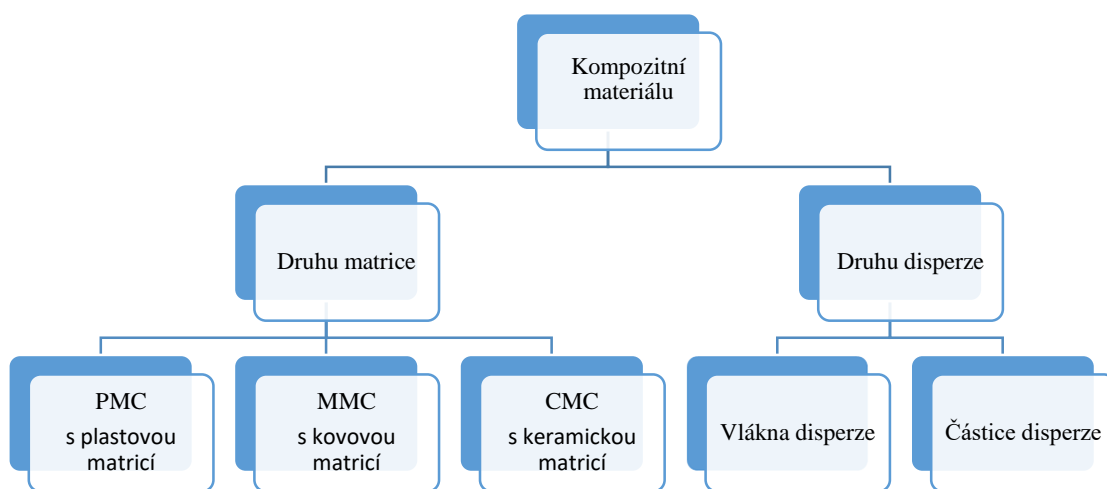 Kompozitní
materiálu
Druhu matrice
Druhu disperze
PMC
s plastovou
matricí
MMC
s kovovou
matricí
CMC
s keramickou
matricí
Vlákna disperze
Částice disperze